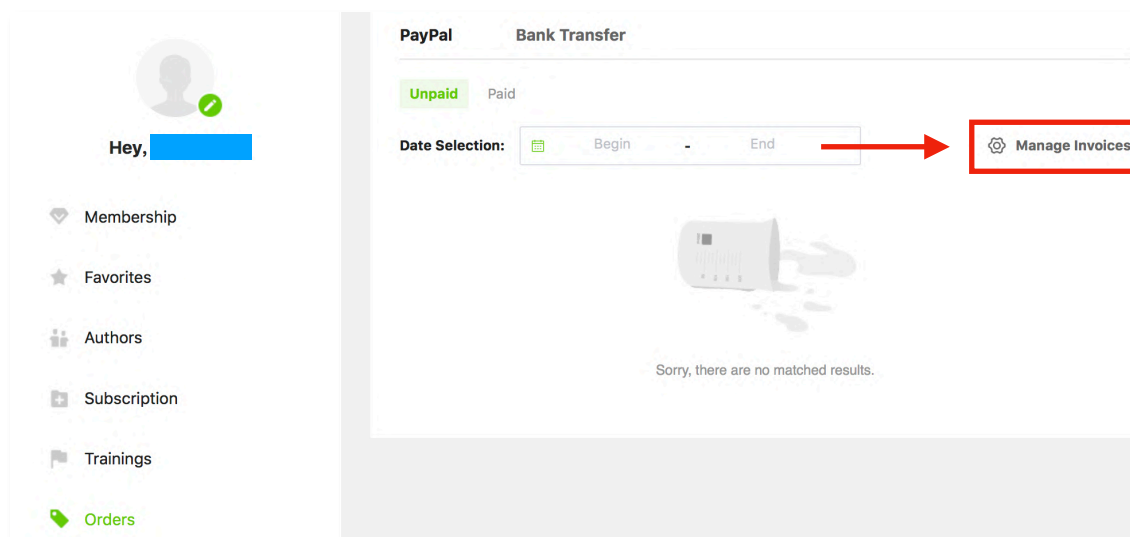 PayPal Bank Transfer
Unpaid Paid
Hey,
Date Selection: Begin - End
Manage Invoices
Membership
Favorites
Authors
Subscription
Trainings
Orders
Sorry, there are no matched results.